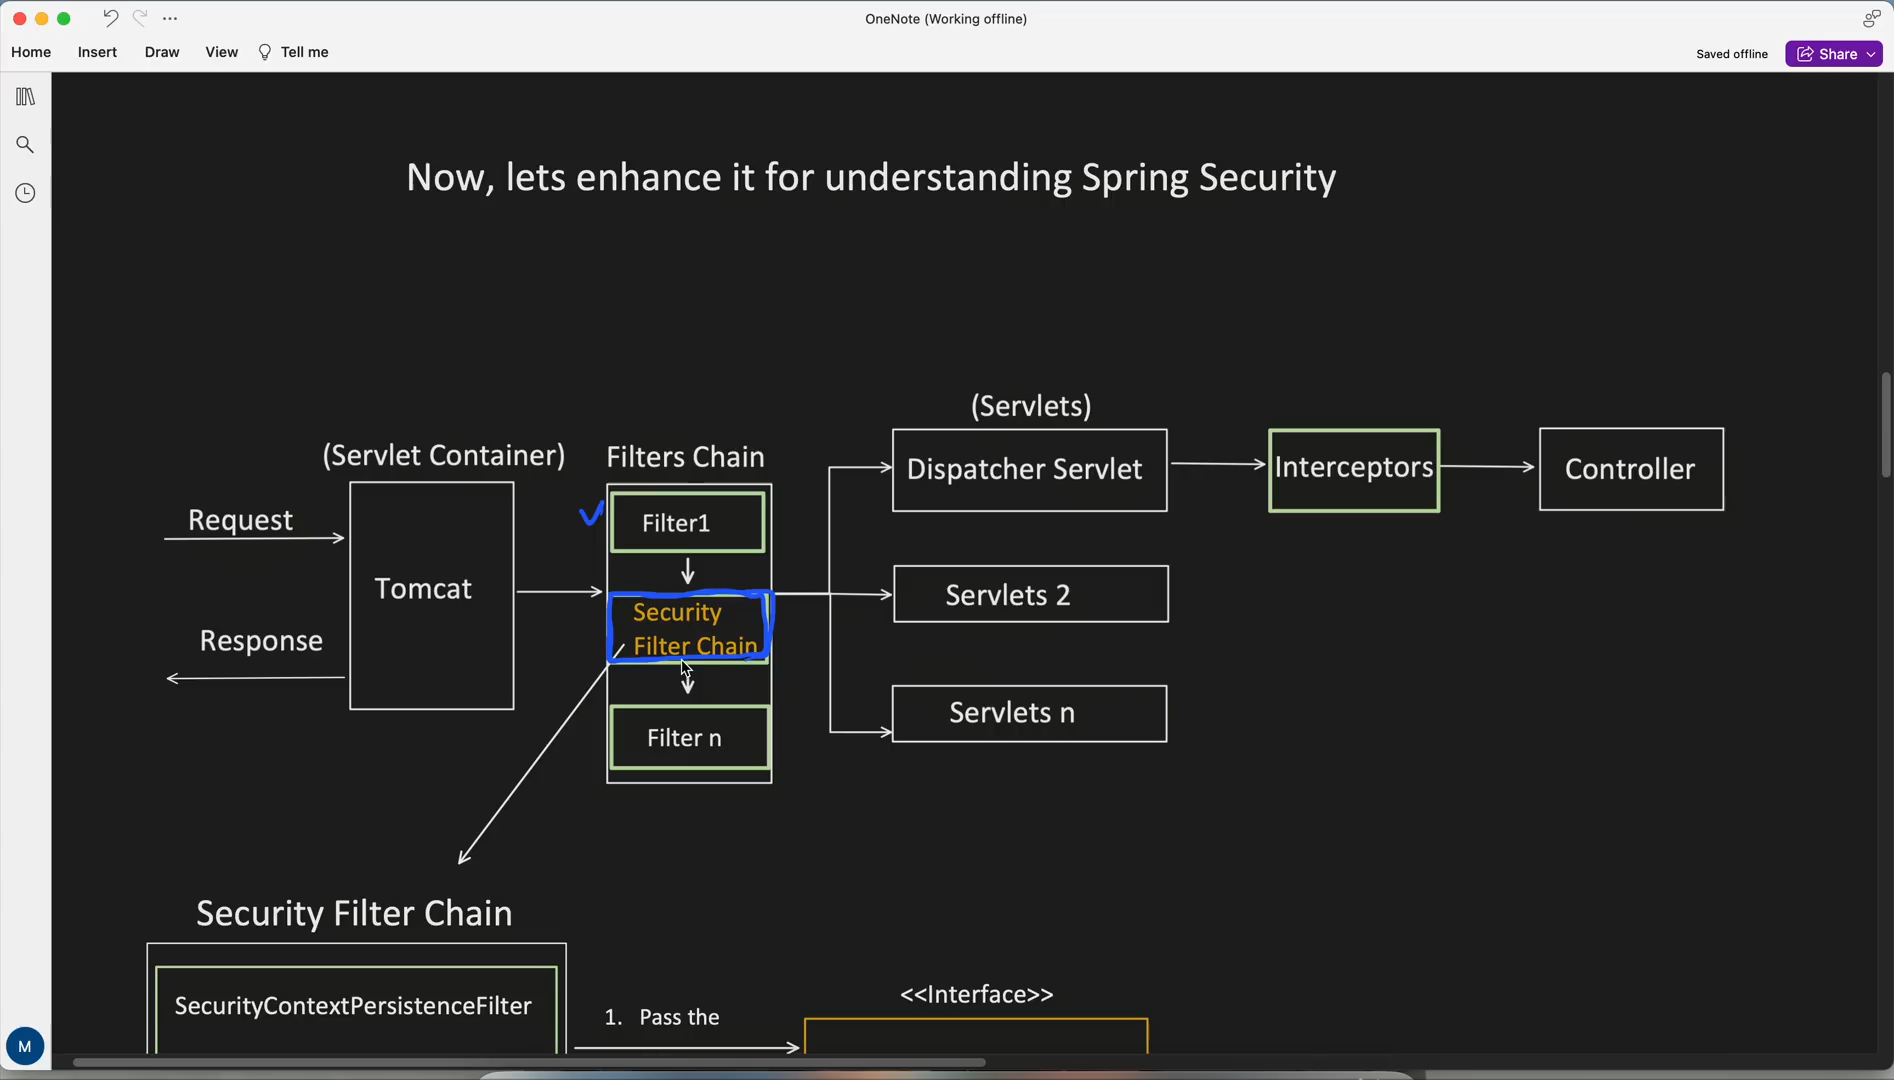 OneNote (Working offline)
Home Insert Draw View Tell me
Saved offline Share
Now, lets enhance it for understanding Spring Security
(Servlets)
(Servlet Container) Filters Chain
Dispatcher Servlet Interceptors Controller
Request
Filter1
Tomcat
Servlets 2
Security
Filter Chain
Response
Servlets n
Filter n
Security Filter Chain
<<Interface>>
SecurityContextPersistenceFilter
1. Pass the
M